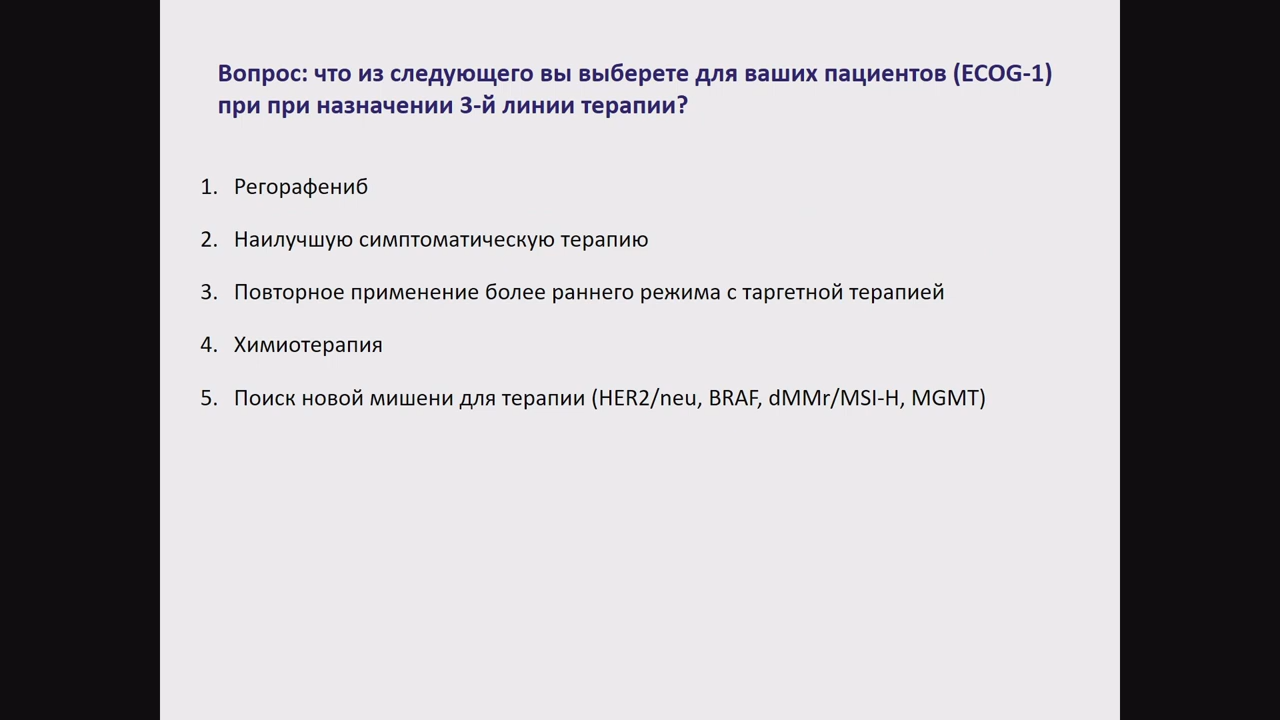 Вопрос: что из следующего вы выберете для ваших пациентов (ECOG-1)
при при назначении 3-й линии терапии?
1. Регорафениб
2. Наилучшую симптоматическую терапию
3. Повторное применение более раннего режима с таргетной терапией
4. Химиотерапия
5. Поиск новой мишени для терапии (HER2/neu, BRAF, dMMr/MSI-H, MGMT)